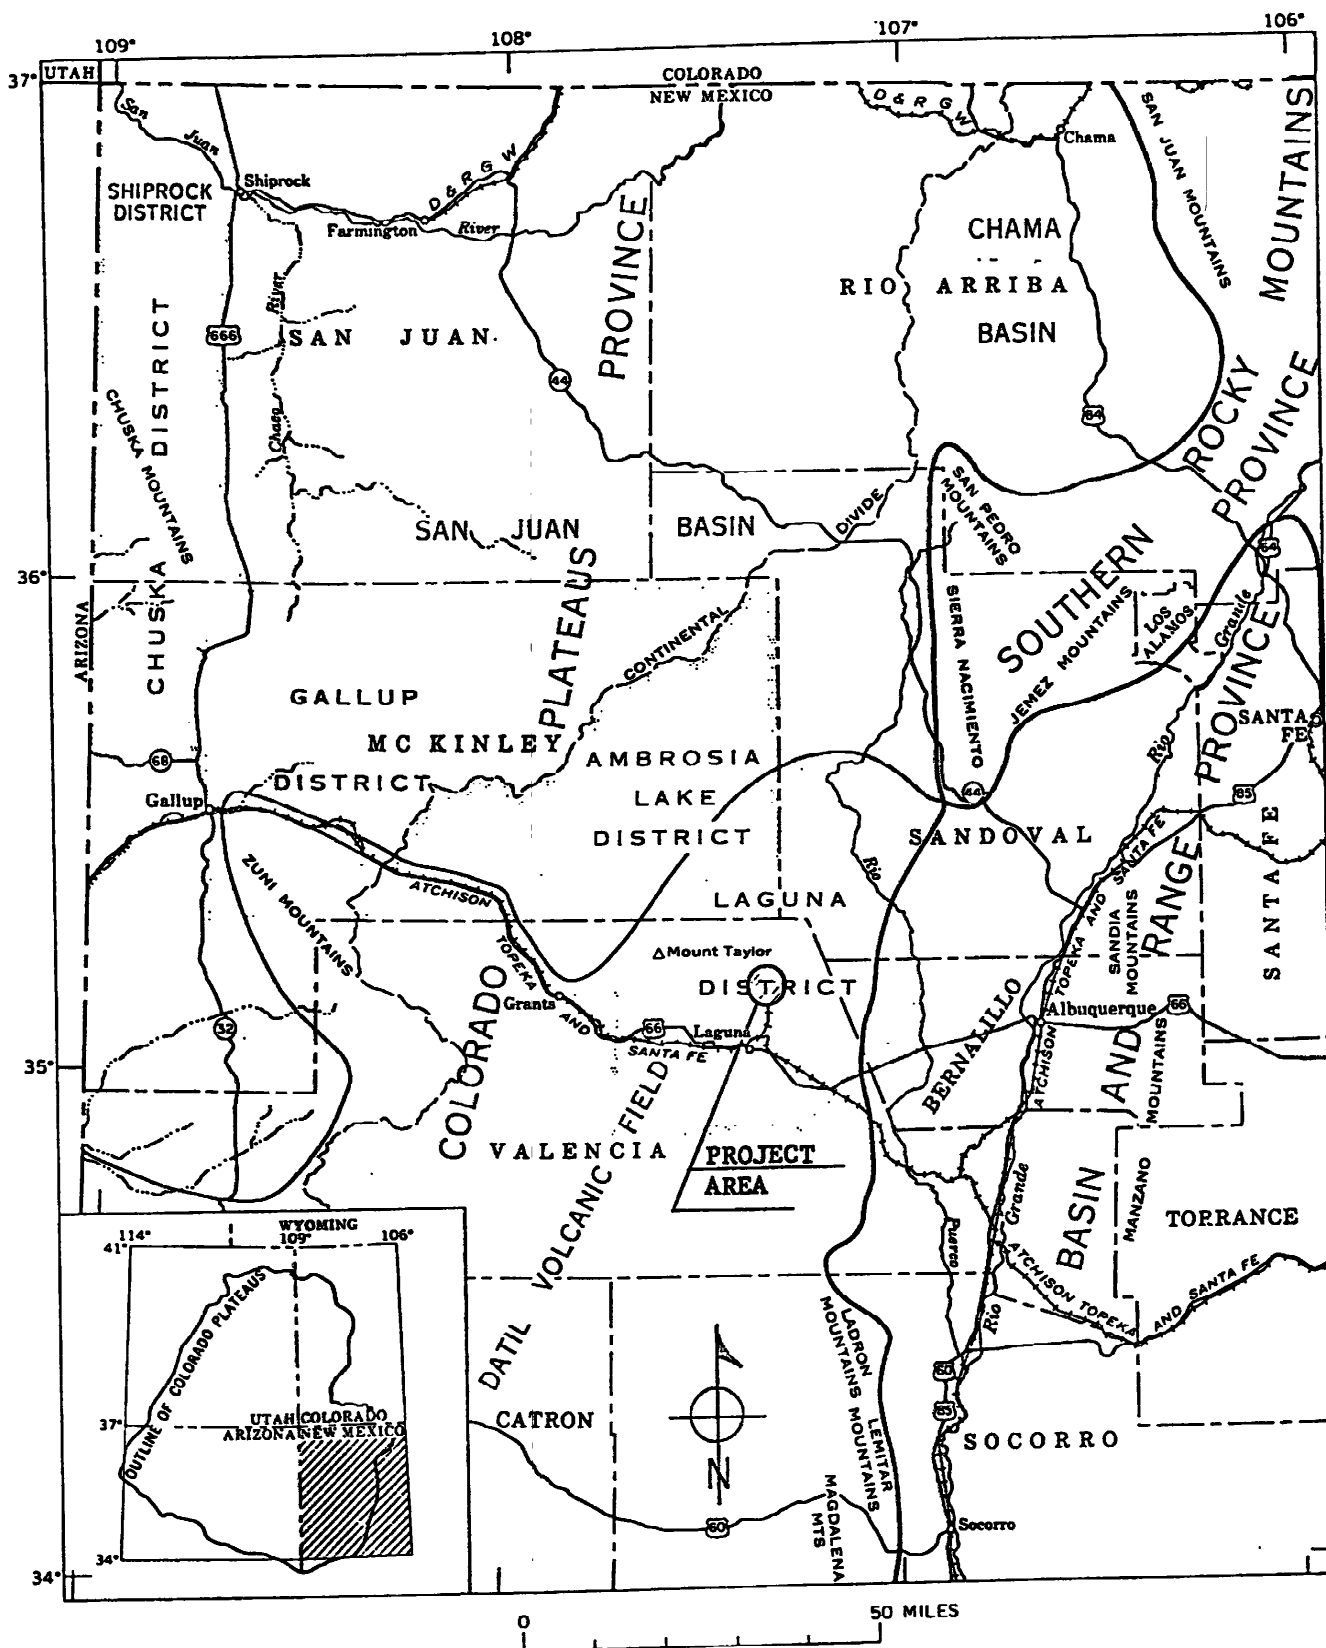 109°
108°
107°
106°
37°
UTAH
COLORADO
NEW MEXICO
San
Juan
D & R G W
D & R G W
Chama
SAN JUAN MOUNTAINS
MOUNTAINS
SHIPROCK
DISTRICT
Shiprock
Farmington
River
PROVINCE
CHAMA
RIO ARRIBA
BASIN
River
666
SAN JUAN
44
84
DISTRICT
CHUSKA MOUNTAINS
Chaco
ROCKY
PROVINCE
SAN PEDRO
MOUNTAINS
DIVIDE
SAN JUAN BASIN
64
36°
ARIZONA
CHUSKA
PLATEAUS
CONTINENTAL
SIERRA NACIMIENTO
SOUTHERN
JEMEZ MOUNTAINS
LOS
ALAMOS
Grande
PROVINCE
GALLUP
MC KINLEY
DISTRICT
AMBROSIA
LAKE
DISTRICT
SANTA
FE
Rio
68
Gallup
44
85
SANDOVAL
SANTA FE
ZUNI MOUNTAINS
ATCHISON
TOPEKA
AND
SANTA FE
Rio
LAGUNA
DISTRICT
Mount Taylor
TOPEKA AND
SANTA FE
SANDIA
MOUNTAINS
RANGE
COLORADO
Grants
66
Laguna
32
BERNALILLO
Albuquerque
66
35°
ATCHISON
AND
MOUNTAINS
VALENCIA
PROJECT
AREA
DATIL VOLCANIC FIELD
Puerco
Grande
Rio
BASIN
MANZANO
TORRANCE
ATCHISON TOPEKA
AND SANTA FE
WYOMING
114°
109°
106°
41°
OUTLINE OF COLORADO PLATEAUS
37°
UTAH COLORADO
ARIZONA NEW MEXICO
34°
LADRON
MOUNTAINS
LEMITAR
MOUNTAINS
MAGDALENA
MTS
CATRON
N
60
60
85
SOCORRO
Socorro
34°
0
50 MILES